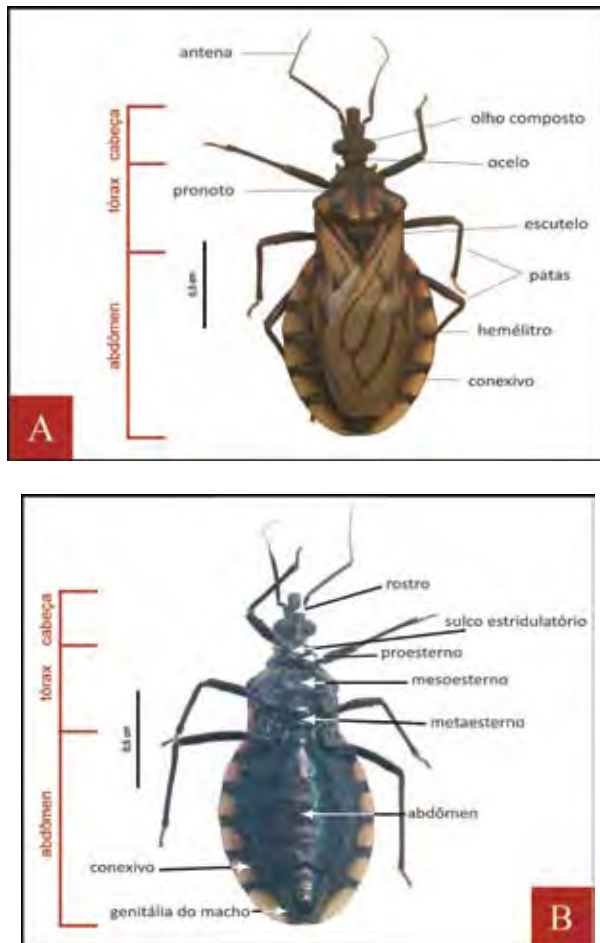 antena
olho composto
ocelo
pronoto
escutelo
patas
hemélitro
conexivo
cabeça
tórax
abdômen
A
rostro
sulco estridulatório
proesterno
mesoesterno
metaesterno
abdômen
conexivo
genitália do macho
cabeça
tórax
abdômen
B